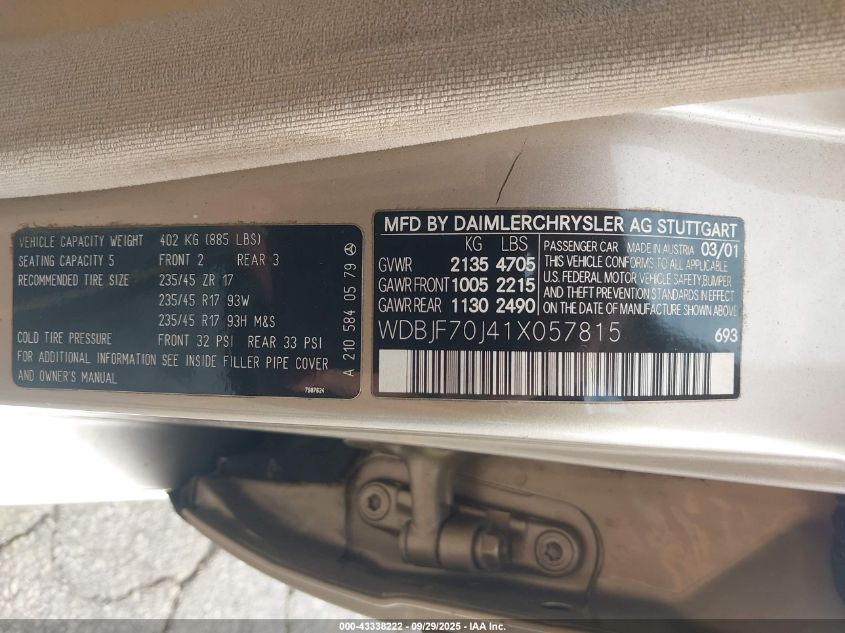 VEHICLE CAPACITY WEIGHT 402 KG (885 LBS)
SEATING CAPACITY 5 FRONT 2 REAR 3
RECOMMENDED TIRE SIZE 235/45 ZR 17
235/45 R17 93W
235/45 R17 93H M&S
COLD TIRE PRESSURE FRONT 32 PSI REAR 33 PSI
FOR ADDITIONAL INFORMATION SEE INSIDE FILLER PIPE COVER
AND OWNER'S MANUAL
7087624
A 210 584 05 79
MFD BY DAIMLERCHRYSLER AG STUTTGART
KG LBS
GVWR 2135 4705
GAWR FRONT 1005 2215
GAWR REAR 1130 2490
PASSENGER CAR MADE IN AUSTRIA 03/01
THIS VEHICLE CONFORMS TO ALL APPLICABLE
U.S. FEDERAL MOTOR VEHICLE SAFETY,BUMPER
AND THEFT PREVENTION STANDARDS IN EFFECT
ON THE DATE OF MANUFACTURE SHOWN ABOVE
WDBJF70J41X057815 693
000-43338222 - 09/29/2025 - IAA Inc.